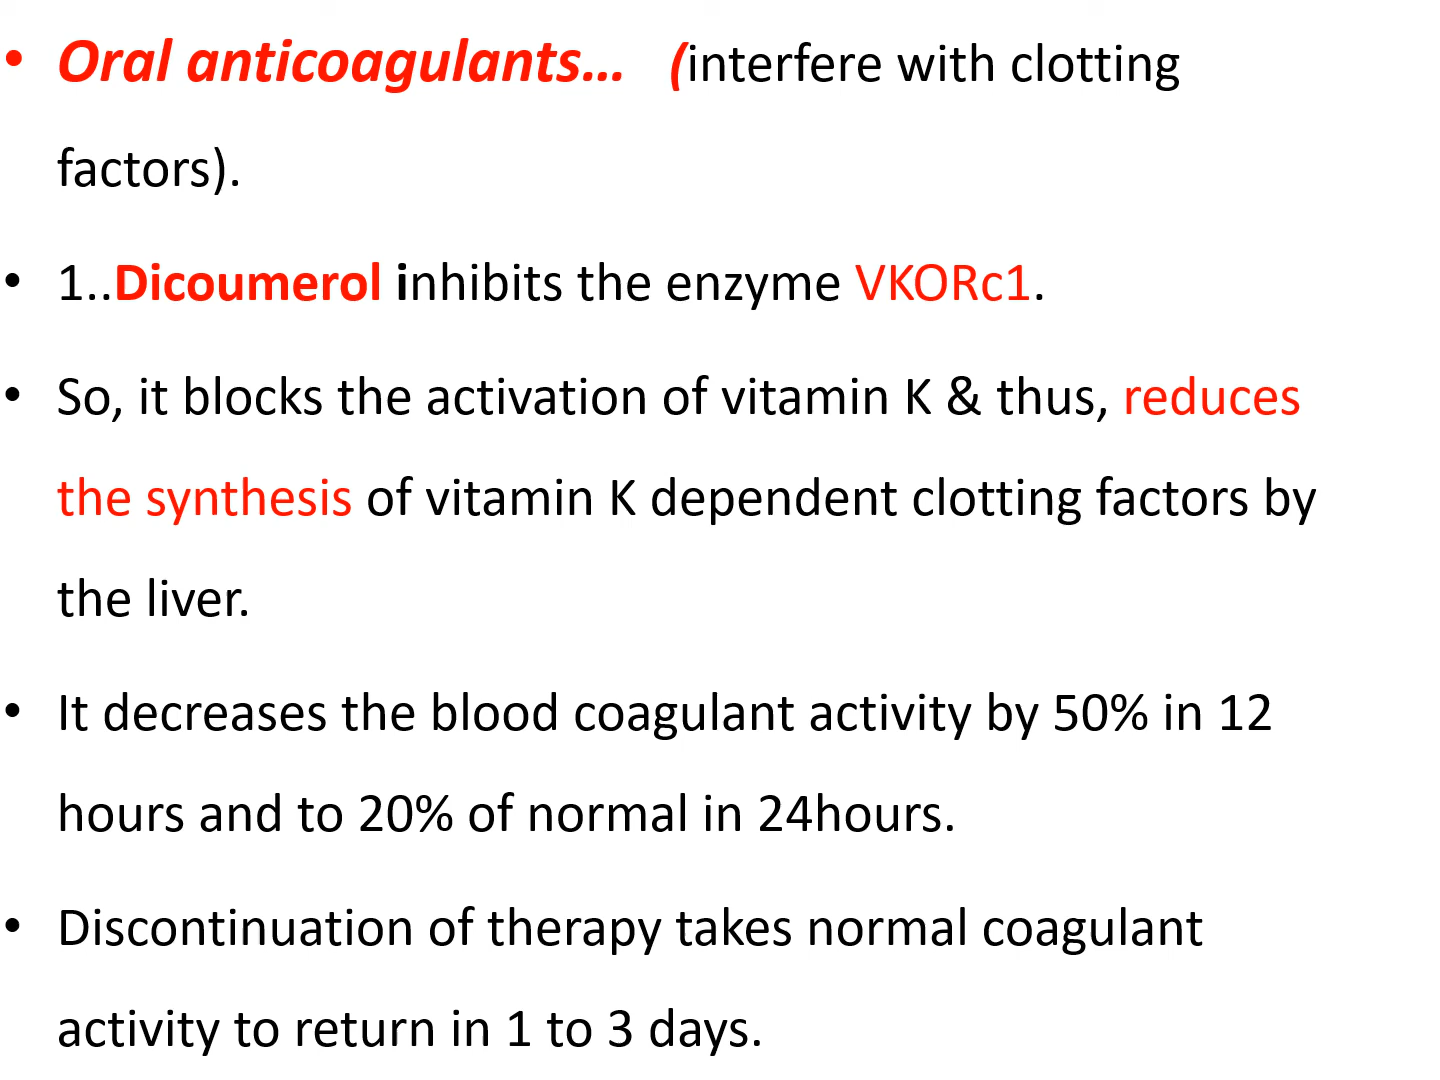 • Oral anticoagulants… (interfere with clotting
factors).
• 1..Dicoumerol inhibits the enzyme VKORc1.
• So, it blocks the activation of vitamin K & thus, reduces
the synthesis of vitamin K dependent clotting factors by
the liver.
• It decreases the blood coagulant activity by 50% in 12
hours and to 20% of normal in 24hours.
• Discontinuation of therapy takes normal coagulant
activity to return in 1 to 3 days.